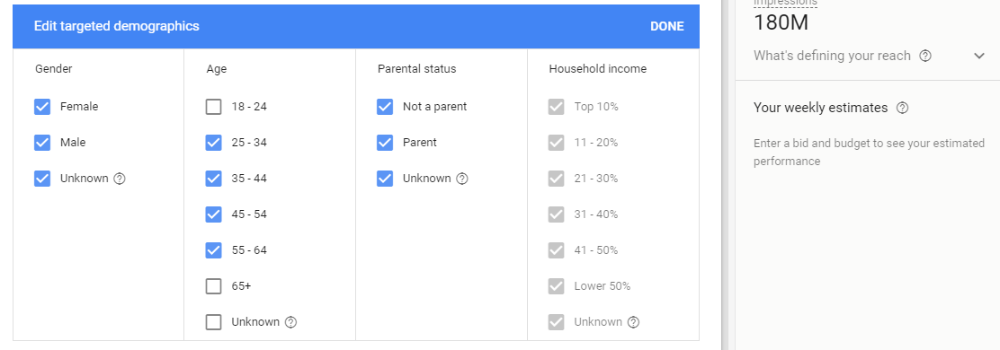 Edit targeted demographics
DONE
Gender
Female
Male
Unknown
Age
18 - 24
25 - 34
35 - 44
45 - 54
55 - 64
65+
Unknown
Parental status
Not a parent
Parent
Unknown
Household income
Top 10%
11 - 20%
21 - 30%
31 - 40%
41 - 50%
Lower 50%
Unknown
Impressions
180M
What's defining your reach
Your weekly estimates
Enter a bid and budget to see your estimated
performance